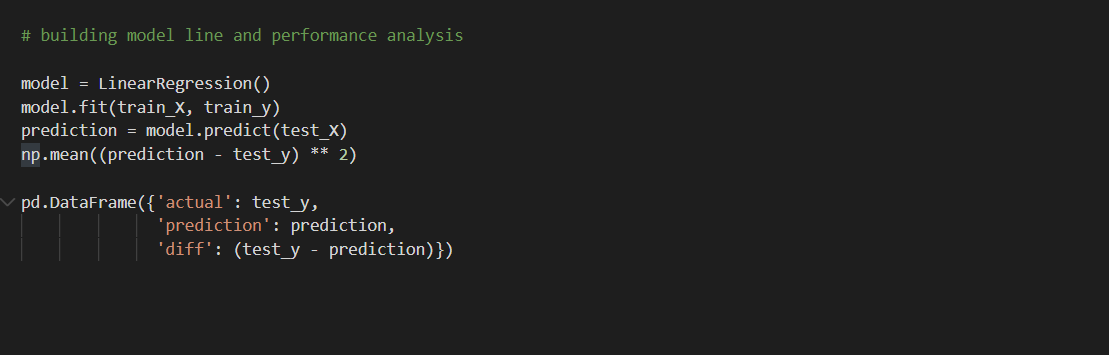 # building model line and performance analysis
model = LinearRegression()
model.fit(train_X, train_y)
prediction = model.predict(test_X)
np.mean((prediction - test_y) ** 2)
pd.DataFrame({'actual': test_y,
'prediction': prediction,
'diff': (test_y - prediction)})